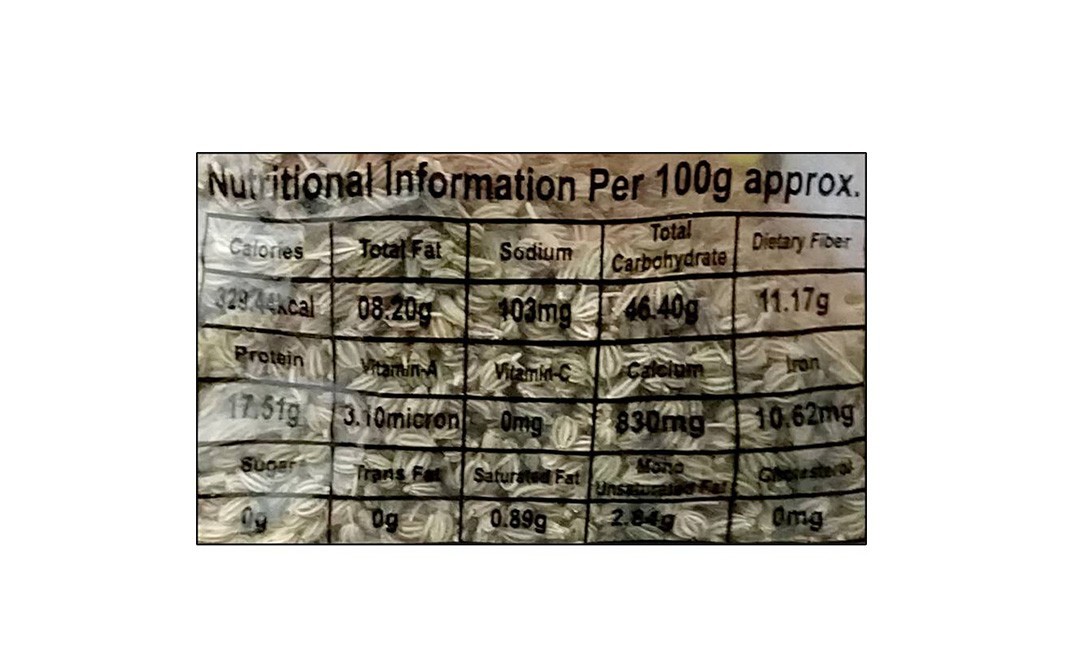 Nutritional Information Per 100g approx.
Calories Total Fat Sodium Total Carbohydrate Dietary Fiber
329.44kcal 08.20g 103mg 46.40g 11.17g
Protein Vitamin-A Vitamin-C Calcium Iron
17.51g 3.10micron 0mg 830mg 10.62mg
Sugar Trans Fat Saturated Fat Mono Unsaturated Fat Cholesterol
0g 0g 0.89g 2.84g 0mg